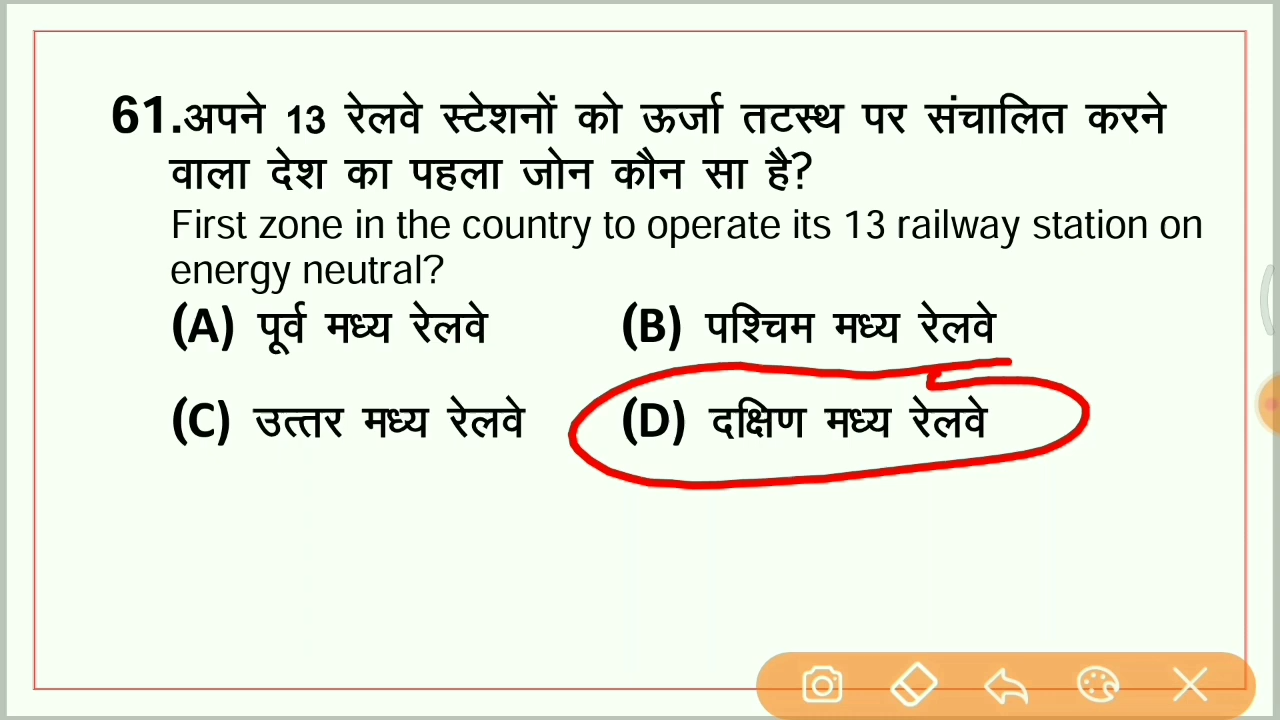 61.अपने 13 रेलवे स्टेशनों को ऊर्जा तटस्थ पर संचालित करने
वाला देश का पहला जोन कौन सा है?
First zone in the country to operate its 13 railway station on
energy neutral?
(A) पूर्व मध्य रेलवे (B) पश्चिम मध्य रेलवे
(C) उत्तर मध्य रेलवे (D) दक्षिण मध्य रेलवे